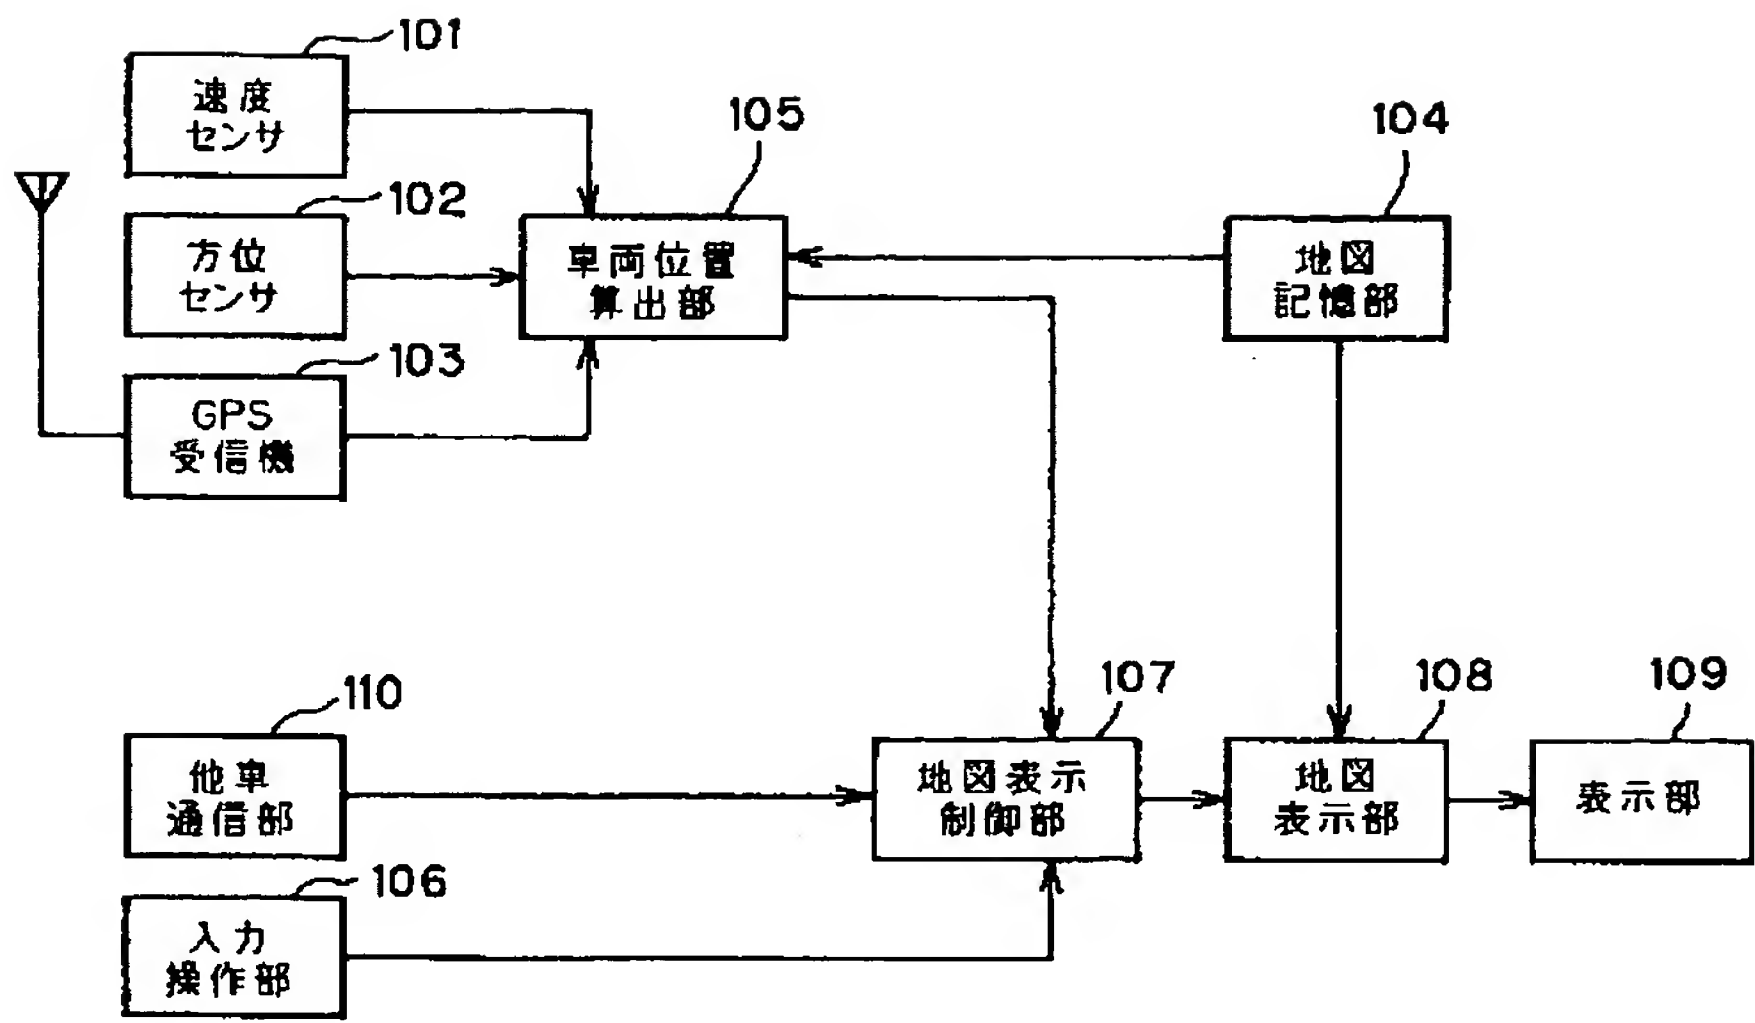 101
速度
センサ
102
方位
センサ
103
GPS
受信機
105
車両位置
算出部
104
地図
記憶部
110
他車
通信部
106
入力
操作部
107
地図表示
制御部
108
地図
表示部
109
表示部